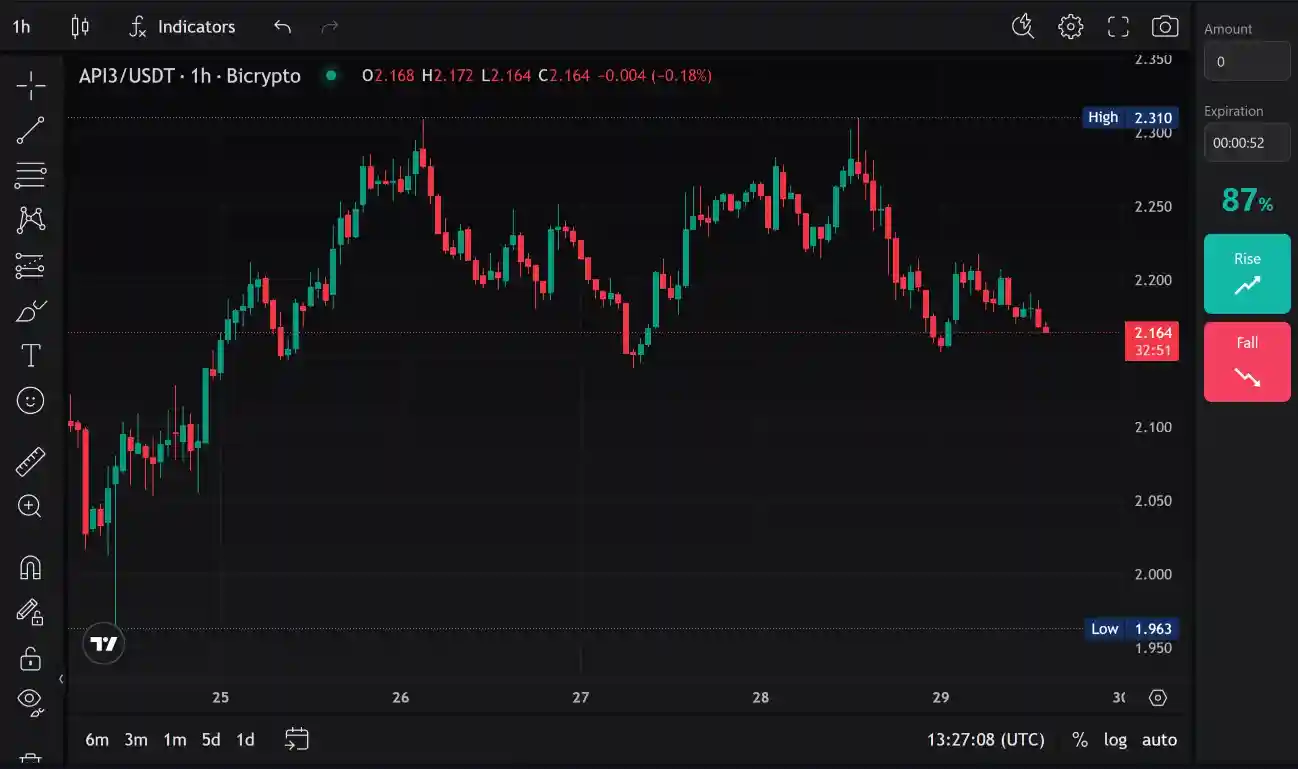 1h Indicators
API3/USDT · 1h · Bicrypto O2.168 H2.172 L2.164 C2.164 −0.004 (−0.18%)
2.350
High 2.310
2.300
2.250
2.200
2.164
32:51
2.100
2.050
2.000
Low 1.963
1.950
25 26 27 28 29
6m 3m 1m 5d 1d 13:27:08 (UTC) % log auto
Amount
0
Expiration
00:00:52
87%
Rise
Fall